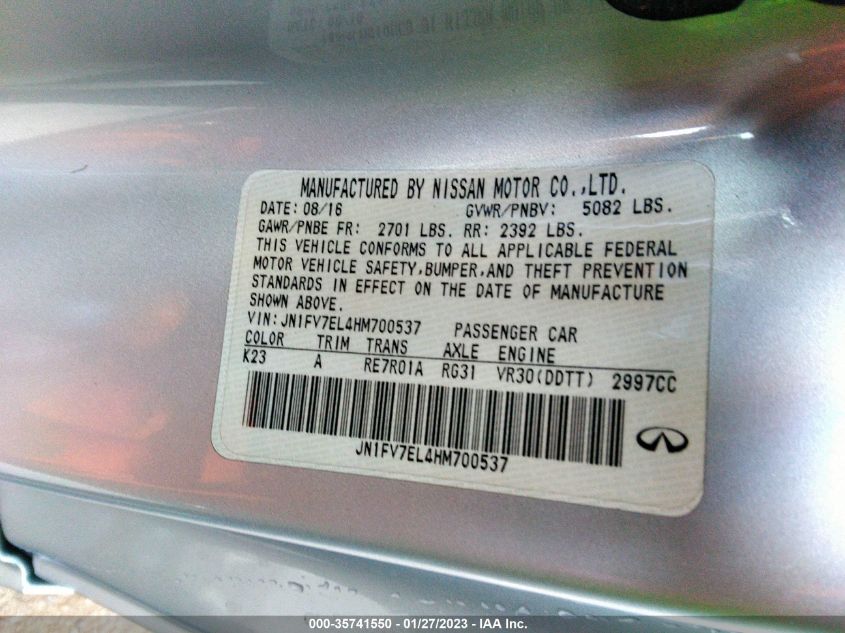 MANUFACTURED BY NISSAN MOTOR CO.,LTD.
DATE: 08/16 GVWR/PNBV: 5082 LBS.
GAWR/PNBE FR: 2701 LBS. RR: 2392 LBS.
THIS VEHICLE CONFORMS TO ALL APPLICABLE FEDERAL
MOTOR VEHICLE SAFETY,BUMPER,AND THEFT PREVENTION
STANDARDS IN EFFECT ON THE DATE OF MANUFACTURE
SHOWN ABOVE.
VIN:JN1FV7EL4HM700537 PASSENGER CAR
COLOR TRIM TRANS AXLE ENGINE
K23 A RE7R01A RG31 VR30(DDTT) 2997CC
JN1FV7EL4HM700537
000-35741550 - 01/27/2023 - IAA Inc.